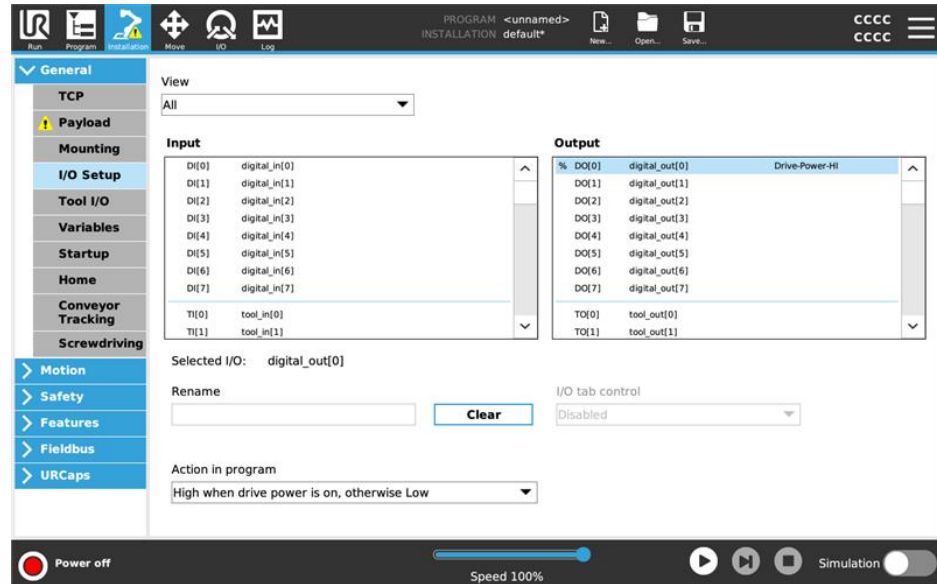 PROGRAM <unnamed>
INSTALLATION default*
CCCC
CCCC
UR
Run
Program
Installation
Move
I/O
Log
New...
Open...
Save...
General
TCP
Payload
Mounting
I/O Setup
Tool I/O
Variables
Startup
Home
Conveyor
Tracking
Screwdriving
Motion
Safety
Features
Fieldbus
URCaps
View
All
Input
DI[0] digital_in[0]
DI[1] digital_in[1]
DI[2] digital_in[2]
DI[3] digital_in[3]
DI[4] digital_in[4]
DI[5] digital_in[5]
DI[6] digital_in[6]
DI[7] digital_in[7]
TI[0] tool_in[0]
TI[1] tool_in[1]
Output
% DO[0] digital_out[0] Drive-Power-HI
DO[1] digital_out[1]
DO[2] digital_out[2]
DO[3] digital_out[3]
DO[4] digital_out[4]
DO[5] digital_out[5]
DO[6] digital_out[6]
DO[7] digital_out[7]
TO[0] tool_out[0]
TO[1] tool_out[1]
Selected I/O: digital_out[0]
Rename
Clear
I/O tab control
Disabled
Action in program
High when drive power is on, otherwise Low
Power off
Speed 100%
Simulation